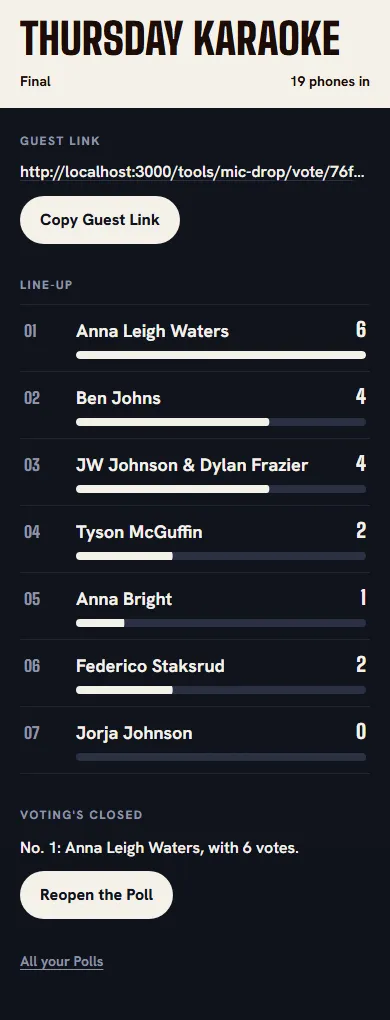 THURSDAY KARAOKE
Final
19 phones in
GUEST LINK
http://localhost:3000/tools/mic-drop/vote/76f...
Copy Guest Link
LINE-UP
01 Anna Leigh Waters 6
02 Ben Johns 4
03 JW Johnson & Dylan Frazier 4
04 Tyson McGuffin 2
05 Anna Bright 1
06 Federico Staksrud 2
07 Jorja Johnson 0
VOTING'S CLOSED
No. 1: Anna Leigh Waters, with 6 votes.
Reopen the Poll
All your Polls